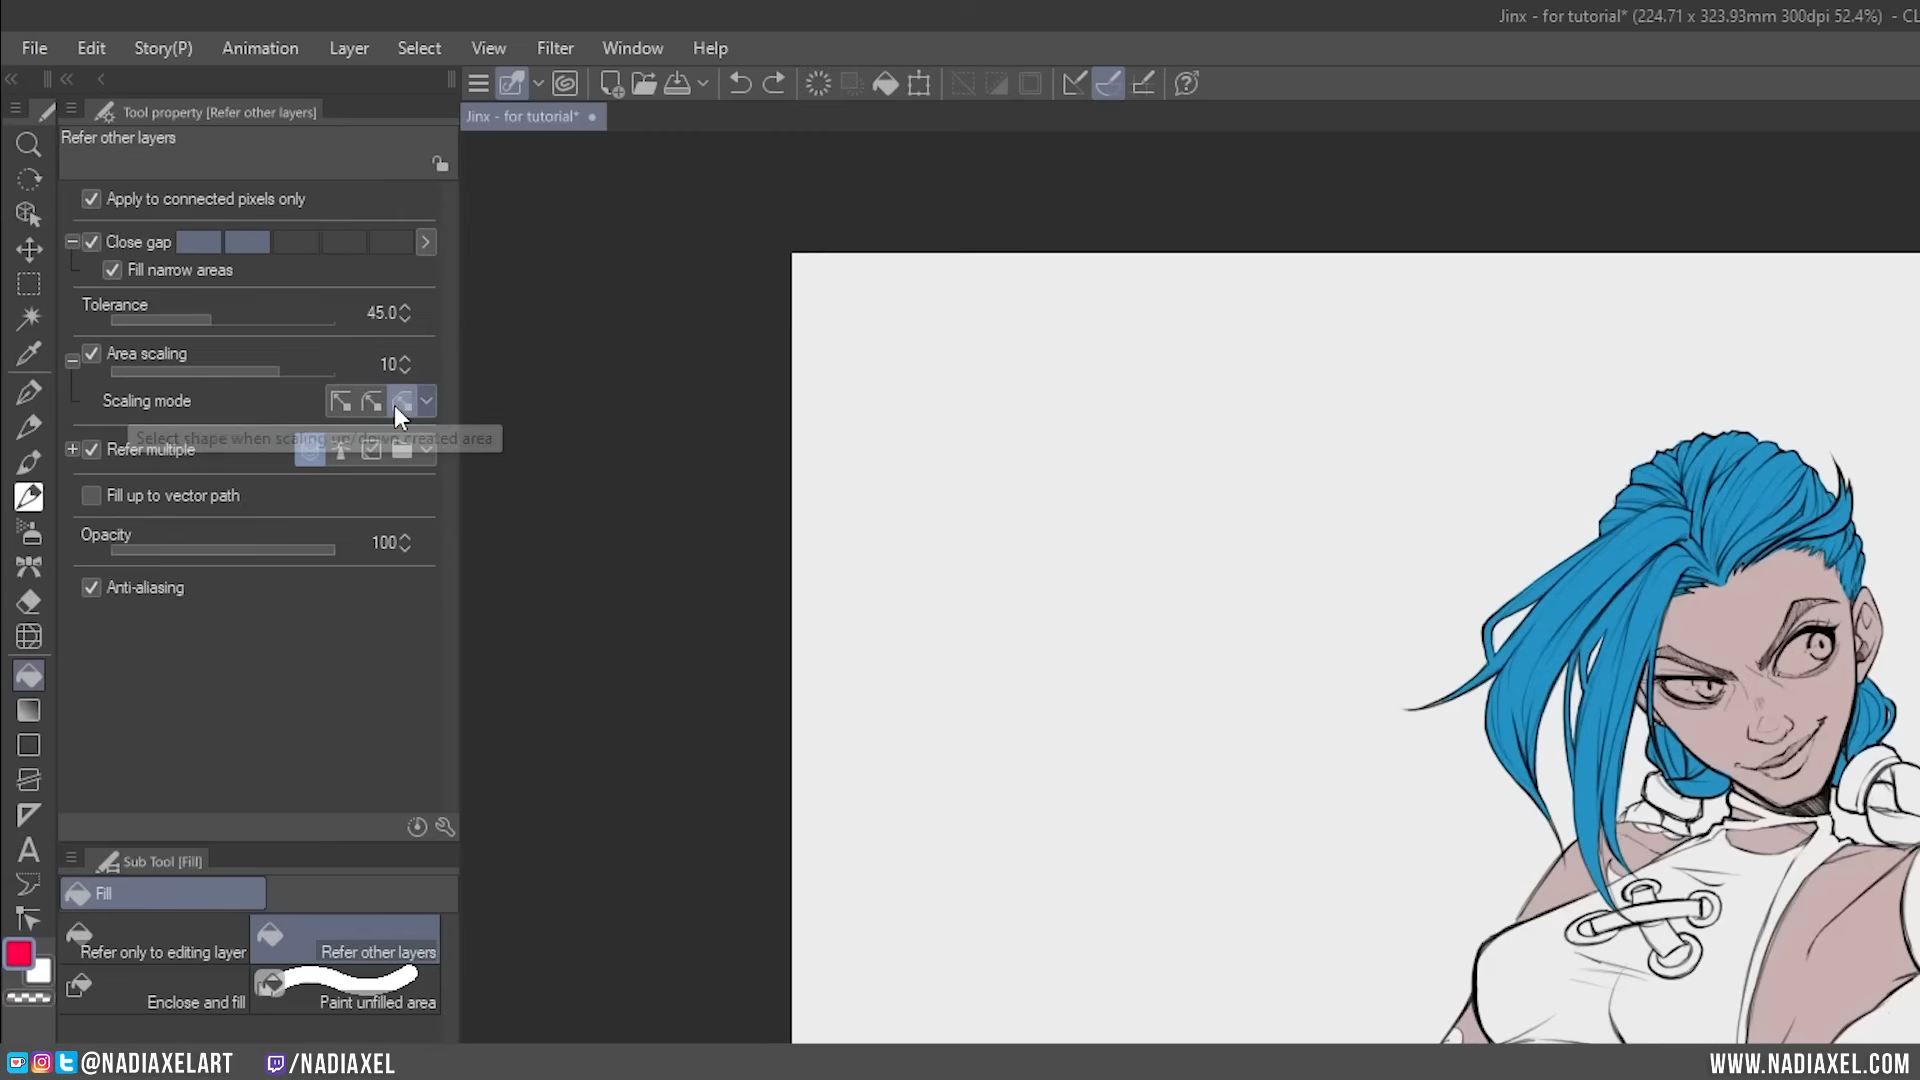 Jinx - for tutorial* (224.71 x 323.93mm 300dpi 52.4%) - CL
File Edit Story(P) Animation Layer Select View Filter Window Help
Tool property [Refer other layers]
Jinx - for tutorial*
Refer other layers
Apply to connected pixels only
Close gap
Fill narrow areas
Tolerance 45.0
Area scaling 10
Scaling mode
Select shape when scaling up/down created area
Refer multiple
Fill up to vector path
Opacity 100
Anti-aliasing
Sub Tool [Fill]
Fill
Refer only to editing layer Refer other layers
Enclose and fill Paint unfilled area
@NADIAXELART /NADIAXEL WWW.NADIAXEL.COM